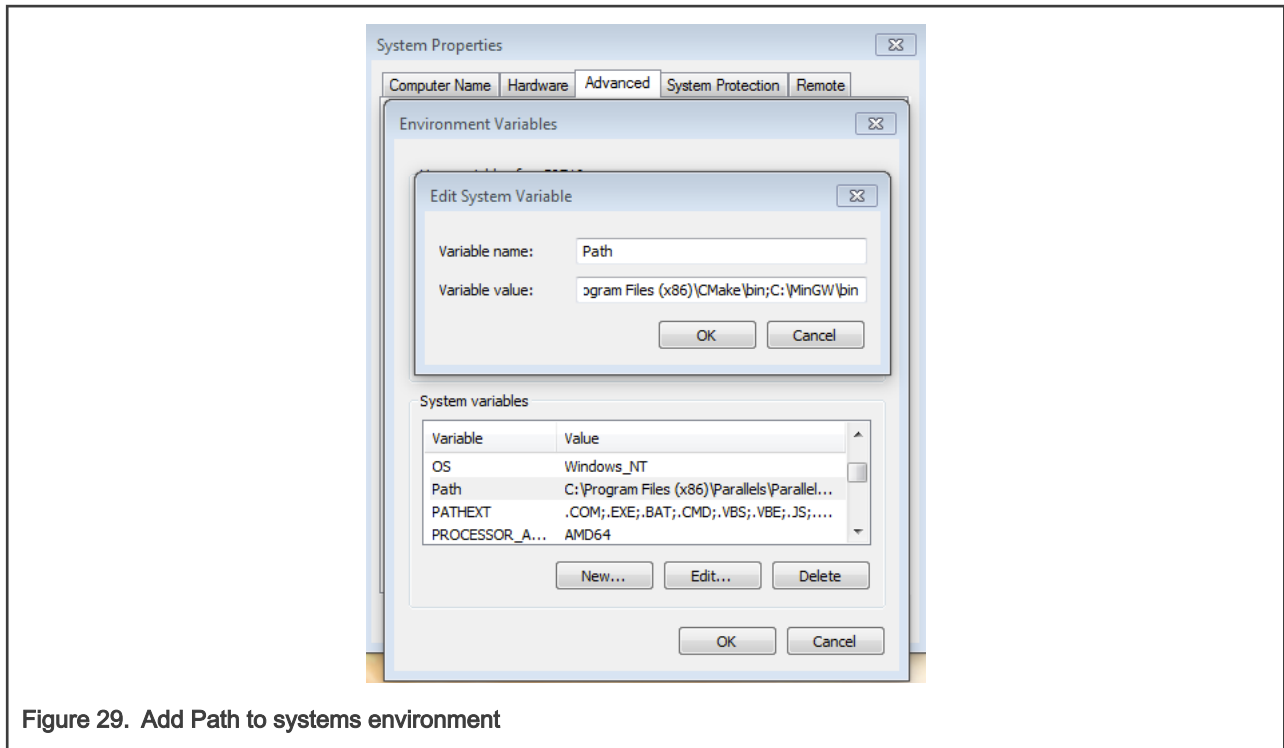 System Properties
Computer Name Hardware Advanced System Protection Remote
Environment Variables
Edit System Variable
Variable name: Path
Variable value: ogram Files (x86)\CMake\bin;C:\MinGW\bin
OK Cancel
System variables
Variable Value
OS Windows_NT
Path C:\Program Files (x86)\Parallels\Parallel...
PATHEXT .COM;.EXE;.BAT;.CMD;.VBS;.VBE;.JS;....
PROCESSOR_A... AMD64
New... Edit... Delete
OK Cancel
Figure 29. Add Path to systems environment